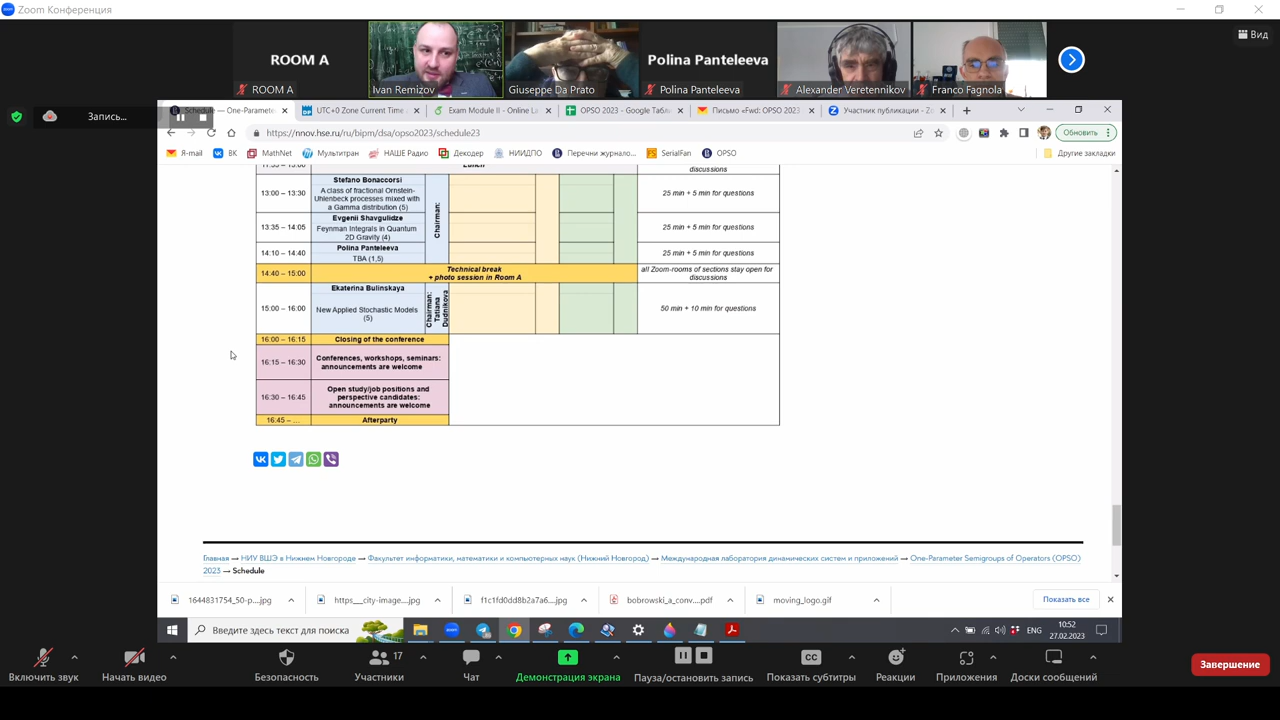 Zoom Конференция
Вид
ROOM A
Polina Panteleeva
ROOM A
Ivan Remizov
Giuseppe Da Prato
Polina Panteleeva
Alexander Veretennikov
Franco Fagnola
Запись...
Schedule — One-Paramete
UTC+0 Zone Current Time
Exam Module II - Online La
OPSO 2023 - Google Табли
Письмо «Fwd: OPSO 2023
Участник публикации - Zo
https://nnov.hse.ru/ru/bipm/dsa/opso2023/schedule23
Обновить
Я-mail
ВК
MathNet
Мультитран
НАШЕ Радио
Декодер
НИИДПО
Перечни журнало...
SerialFan
OPSO
Другие закладки
Lunch
discussions
13:00 – 13:30
Stefano Bonaccorsi
A class of fractional Ornstein-
Uhlenbeck processes mixed with
a Gamma distribution (5)
Chairman:
25 min + 5 min for questions
13:35 – 14:05
Evgenii Shavgulidze
Feynman Integrals in Quantum
2D Gravity (4)
25 min + 5 min for questions
14:10 – 14:40
Polina Panteleeva
TBA (1,5)
25 min + 5 min for questions
14:40 – 15:00
Technical break
+ photo session in Room A
all Zoom-rooms of sections stay open for
discussions
15:00 – 16:00
Ekaterina Bulinskaya
New Applied Stochastic Models
(5)
Chairman:
Tatiana
Dudnikova
50 min + 10 min for questions
16:00 – 16:15
Closing of the conference
16:15 – 16:30
Conferences, workshops, seminars:
announcements are welcome
16:30 – 16:45
Open study/job positions and
perspective candidates:
announcements are welcome
16:45 – ...
Afterparty
Главная → НИУ ВШЭ в Нижнем Новгороде → Факультет информатики, математики и компьютерных наук (Нижний Новгород) → Международная лаборатория динамических систем и приложений → One-Parameter Semigroups of Operators (OPSO)
2023 → Schedule
1644831754_50-p....jpg
https___city-image....jpg
f1c1fd0dd8b2a7a6....jpg
bobrowski_a_conv....pdf
moving_logo.gif
Показать все
Введите здесь текст для поиска
ENG
10:52
27.02.2023
Включить звук
Начать видео
Безопасность
17
Участники
Чат
Демонстрация экрана
Пауза/остановить запись
CC
Показать субтитры
Реакции
Приложения
Доски сообщений
Завершение